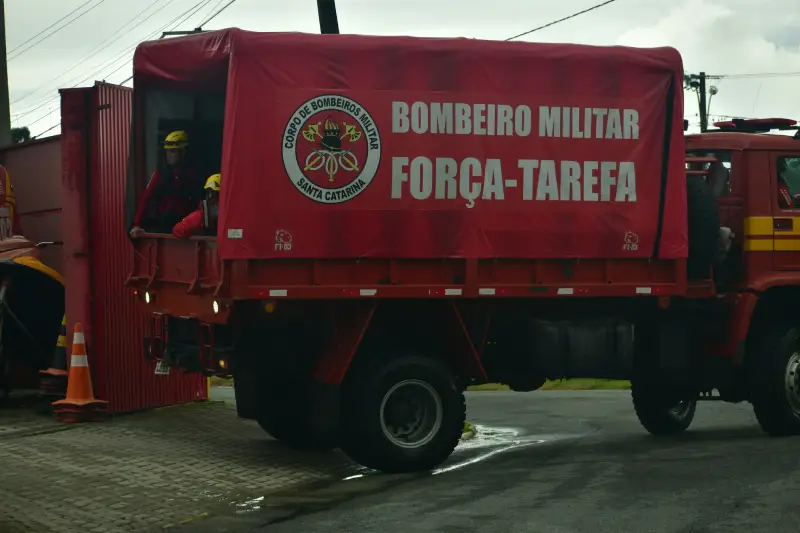 CORPO DE BOMBEIROS MILITAR
SANTA CATARINA
BOMBEIRO MILITAR
FORÇA-TAREFA